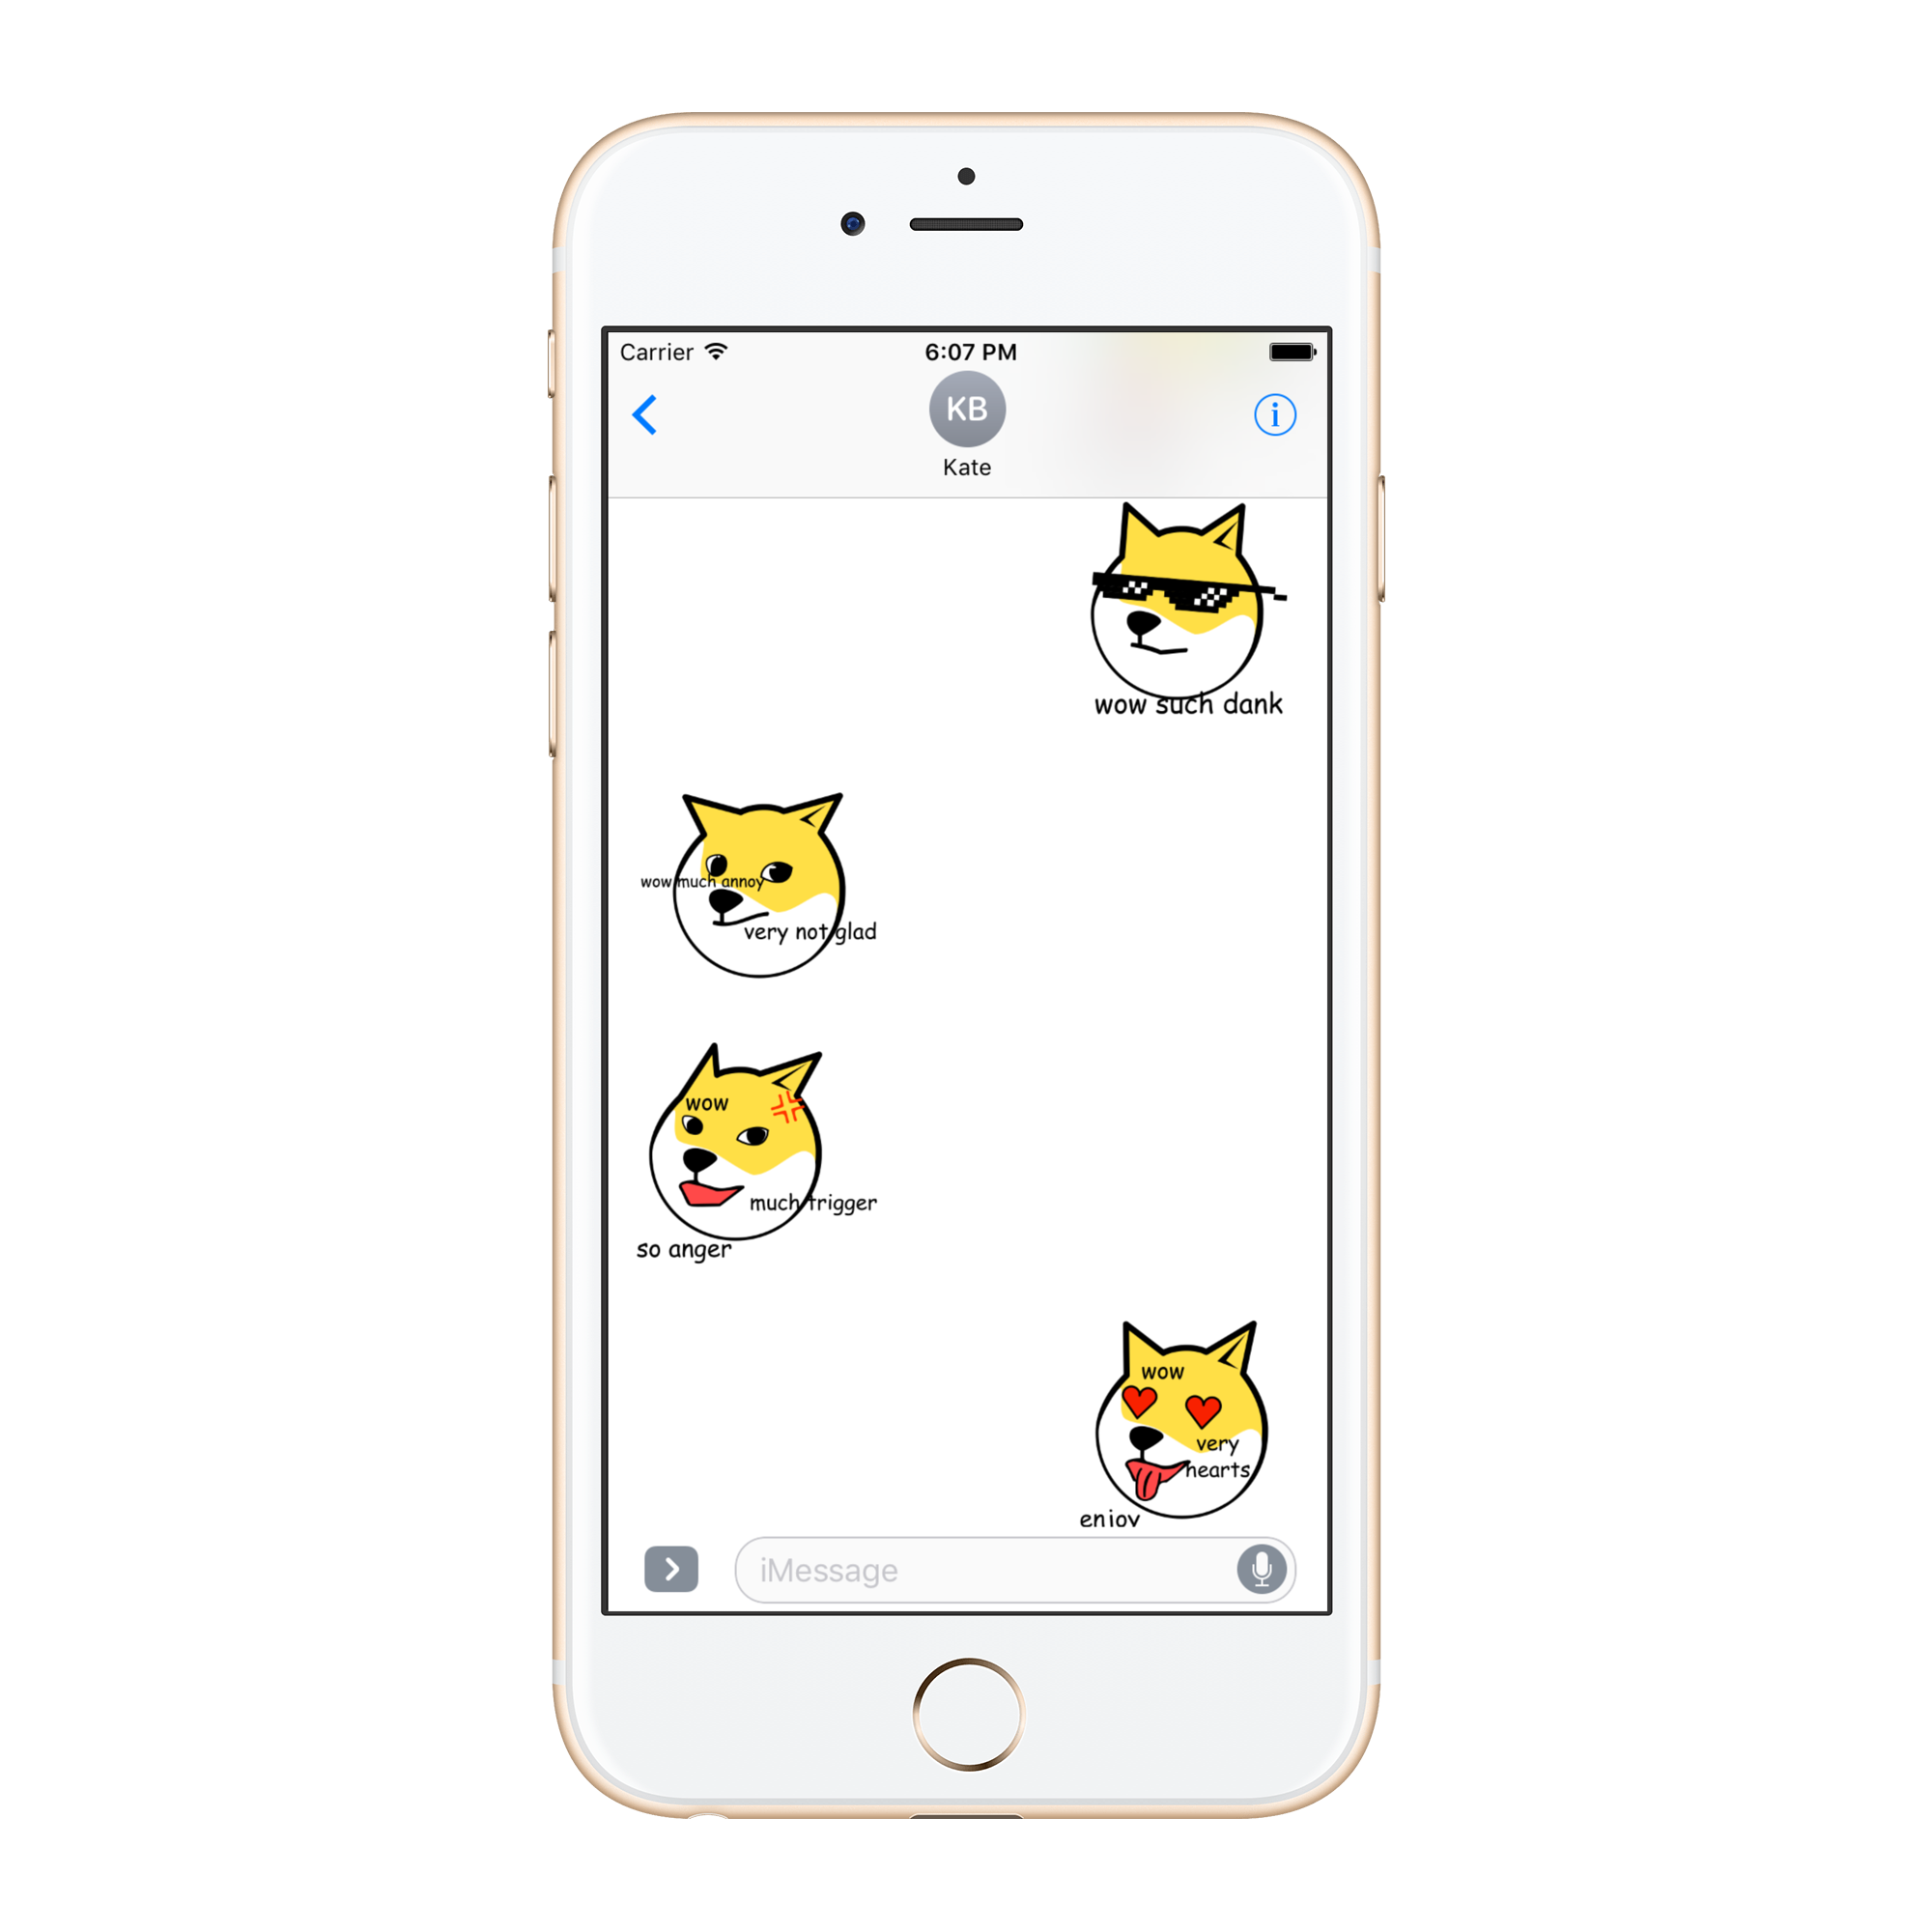 Carrier 6:07 PM
KB
Kate
wow such dank
wow much annoy
very not glad
wow
much trigger
so anger
wow
very
hearts
enjoy
iMessage